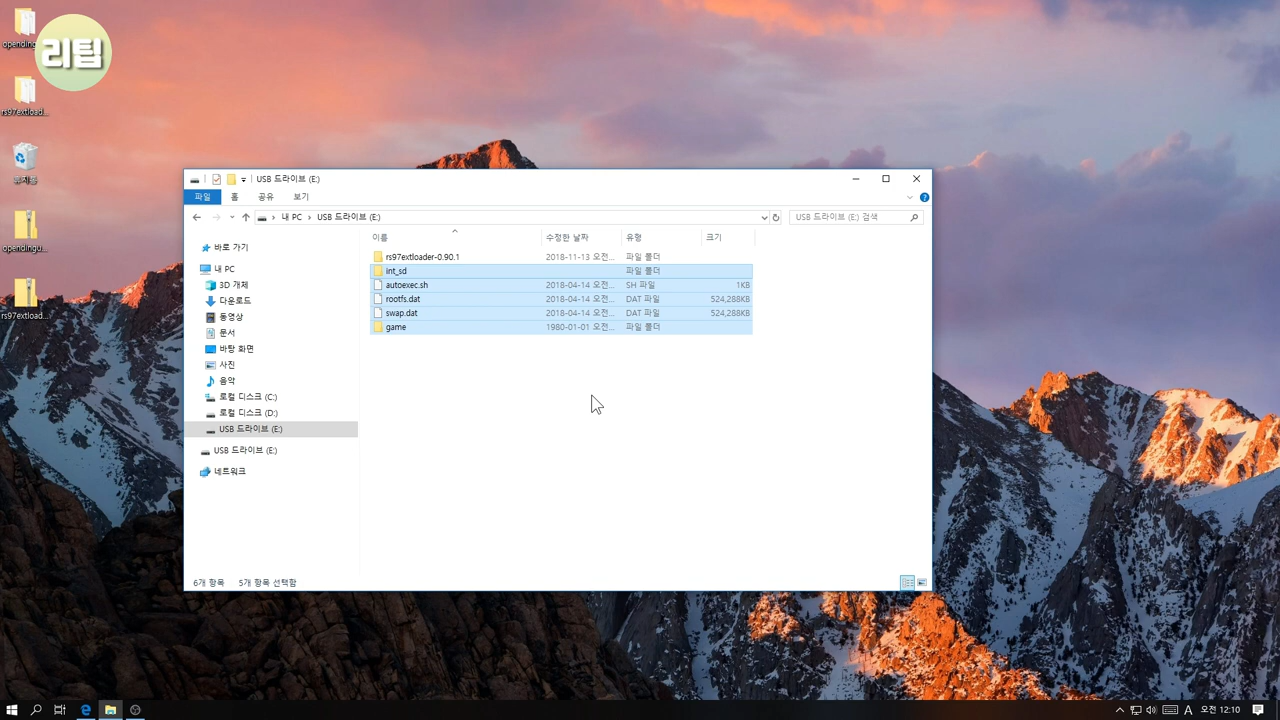 opending
리팁
rs97extload...
휴지통
opendingu...
rs97extload...
USB 드라이브 (E:)
파일 홈 공유 보기
내 PC USB 드라이브 (E:)
USB 드라이브 (E:) 검색
이름 수정한 날짜 유형 크기
바로 가기
내 PC
3D 개체
다운로드
동영상
문서
바탕 화면
사진
음악
로컬 디스크 (C:)
로컬 디스크 (D:)
USB 드라이브 (E:)
USB 드라이브 (E:)
네트워크
rs97extloader-0.90.1 2018-11-13 오전... 파일 폴더
int_sd 파일 폴더
autoexec.sh 2018-04-14 오전... SH 파일 1KB
rootfs.dat 2018-04-14 오전... DAT 파일 524,288KB
swap.dat 2018-04-14 오전... DAT 파일 524,288KB
game 1980-01-01 오전... 파일 폴더
6개 항목 5개 항목 선택함
A 오전 12:10